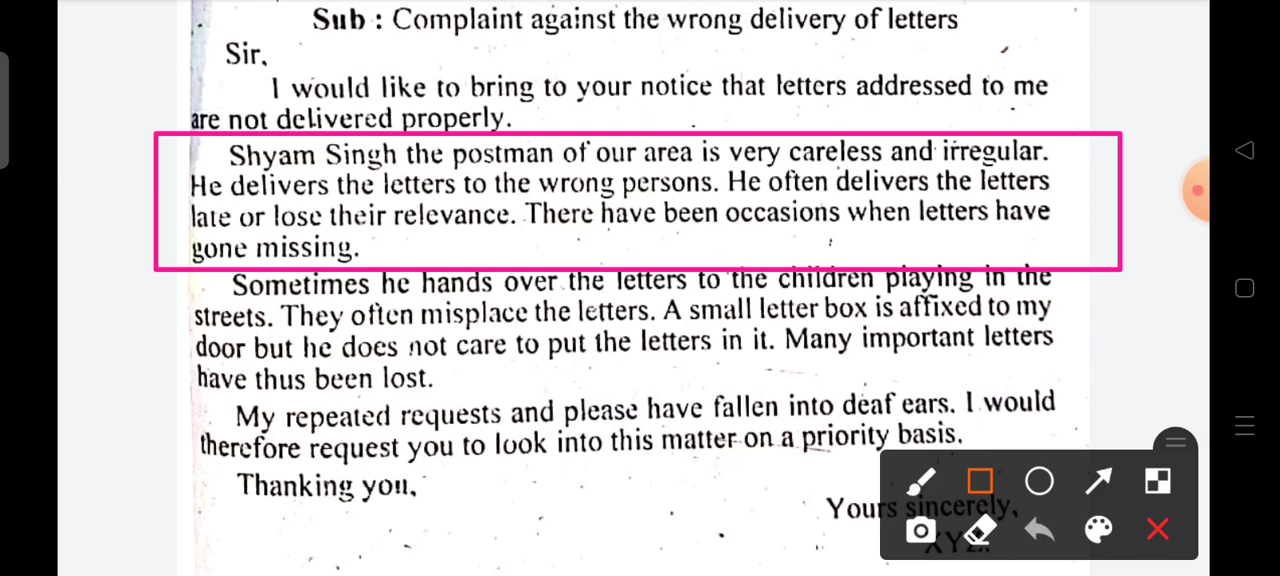 Sub : Complaint against the wrong delivery of letters
Sir,
I would like to bring to your notice that letters addressed to me
are not delivered properly.
Shyam Singh the postman of our area is very careless and irregular.
He delivers the letters to the wrong persons. He often delivers the letters
late or lose their relevance. There have been occasions when letters have
gone missing.
Sometimes he hands over the letters to the children playing in the
streets. They often misplace the letters. A small letter box is affixed to my
door but he does not care to put the letters in it. Many important letters
have thus been lost.
My repeated requests and please have fallen into deaf ears. I would
therefore request you to look into this matter on a priority basis.
Thanking you,
Yours sincerely,
XYZ.